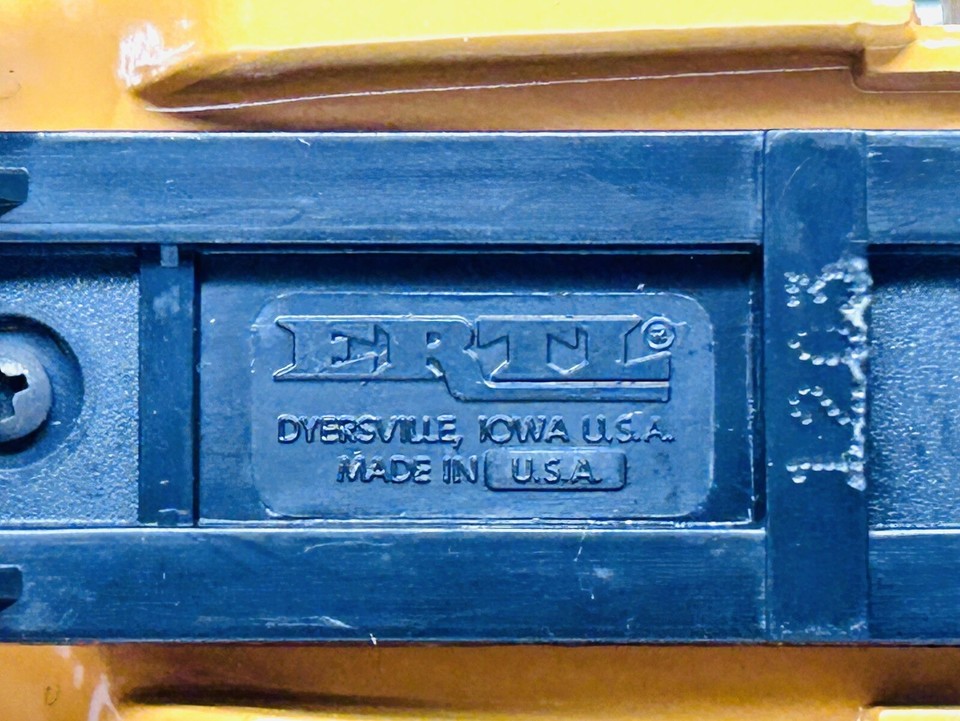 ERTL®
DYERSVILLE, IOWA U.S.A.
MADE IN U.S.A.